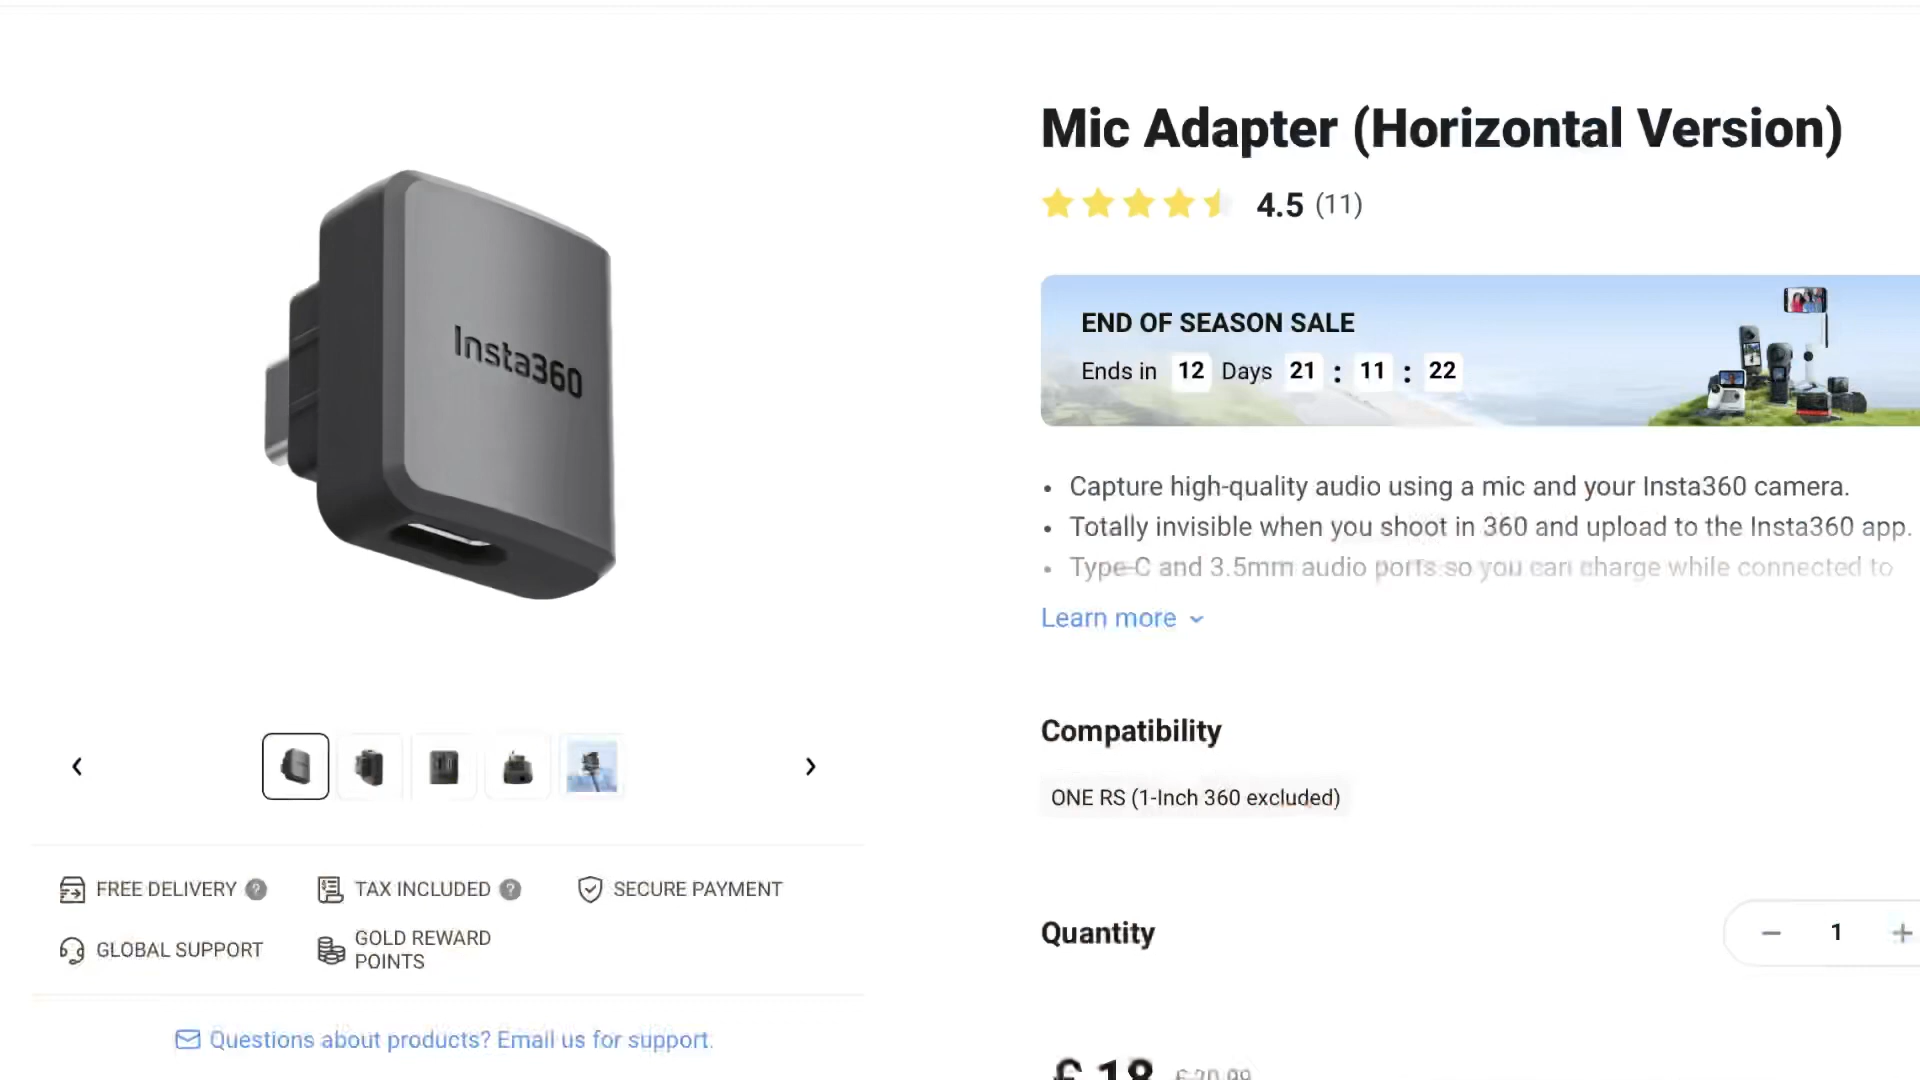 Insta360
FREE DELIVERY ?
TAX INCLUDED ?
SECURE PAYMENT
GLOBAL SUPPORT
GOLD REWARD
POINTS
Questions about products? Email us for support.
Mic Adapter (Horizontal Version)
4.5 (11)
END OF SEASON SALE
Ends in 12 Days 21 : 11 : 22
• Capture high-quality audio using a mic and your Insta360 camera.
• Totally invisible when you shoot in 360 and upload to the Insta360 app.
• Type-C and 3.5mm audio ports so you can charge while connected to
Learn more
Compatibility
ONE RS (1-Inch 360 excluded)
Quantity
− 1 +
£ 18 £ 20.99